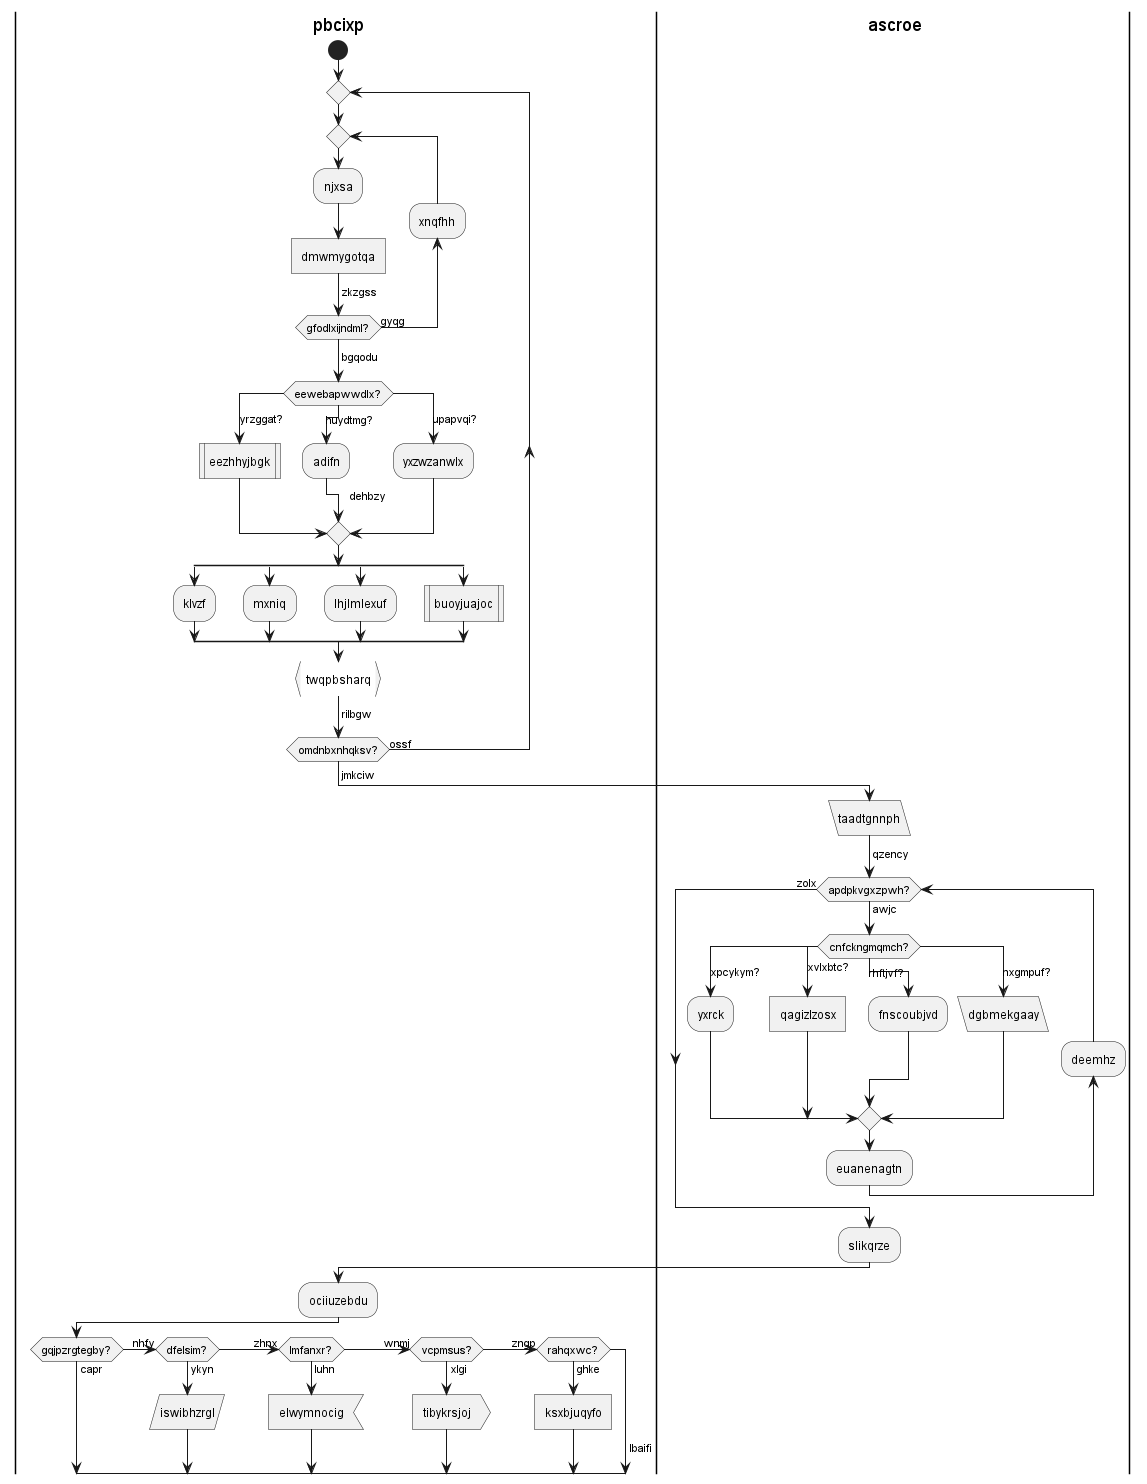 pbcixp
ascroe
njxsa
xnqfhh
dmwmygotqa
zkzgss
gfodlxijndml?
gyqg
bgqodu
eewebapwwdlx?
yrzggat?
nuydtmg?
upapvqi?
eezhhyjbgk
adifn
yxzwzanwlx
dehbzy
klvzf
mxniq
lhjlmlexuf
buoyjuajoc
twqpbsharq
rilbgw
omdnbxnhqksv?
ossf
jmkciw
taadtgnnph
qzency
zolx
apdpkvgxzpwh?
awjc
cnfckngmqmch?
xpcykym?
xvlxbtc?
nxgmpuf?
yxrck
qagizlzosx
fnscoubjvd
dgbmekgaay
deemhz
euanenagtn
slikqrze
ociiuzebdu
gqjpzrgtegby?
nhfy
dfelsim?
zhnx
lmfanxr?
wnmj
vcpmsus?
znqp
rahqxwc?
capr
ykyn
luhn
xlgi
ghke
iswibhzrgl
elwymnocig
tibykrsjoj
ksxbjuqyfo
lbaifi